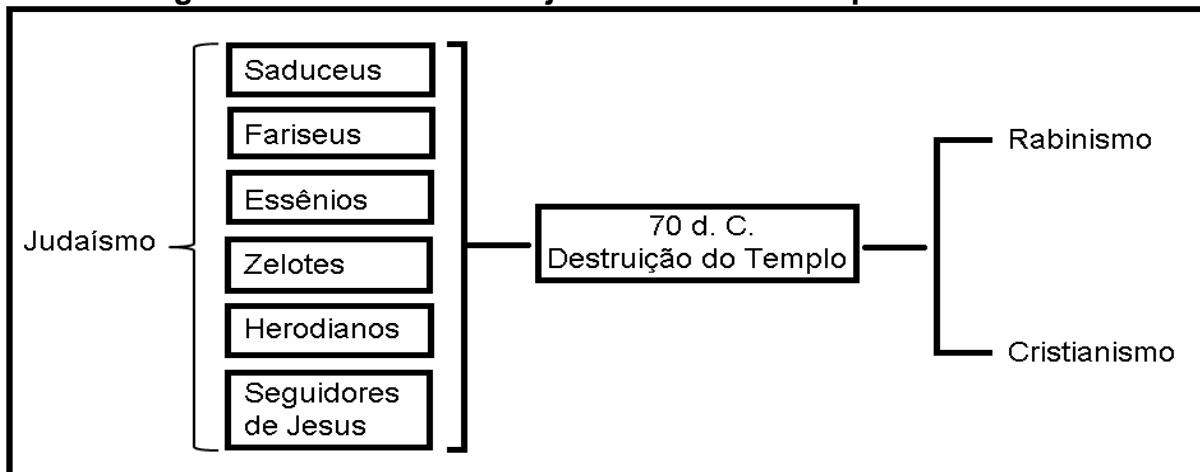 Judaísmo
Saduceus
Fariseus
Essênios
Zelotes
Herodianos
Seguidores
de Jesus
70 d. C.
Destruição do Templo
Rabinismo
Cristianismo